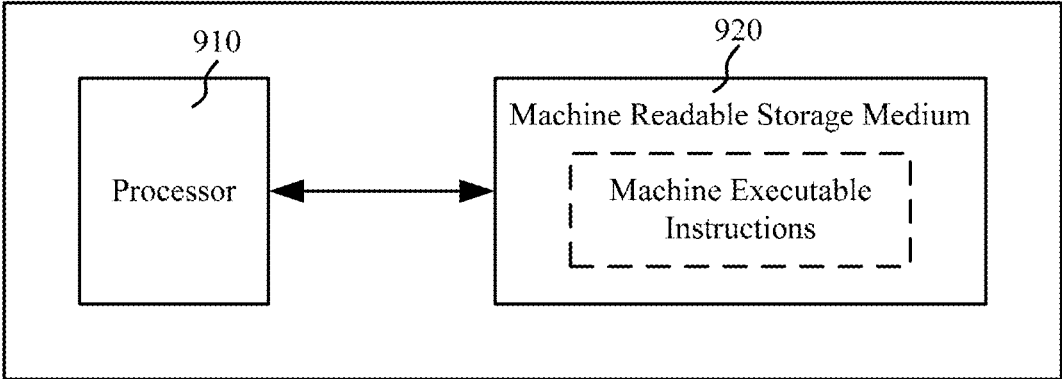 910
920
Machine Readable Storage Medium
Processor
Machine Executable
Instructions